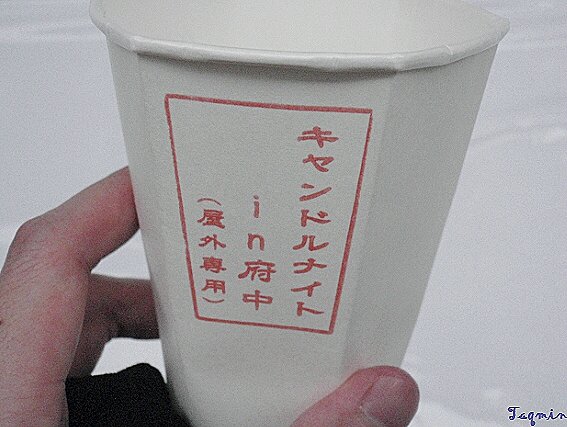 キャンドルナイト
in府中
(屋外専用)
Taqmin